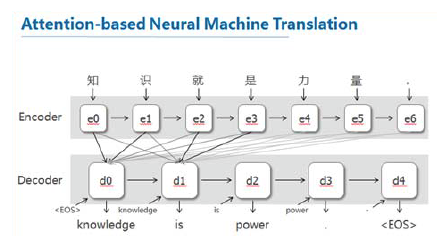 Attention-based Neural Machine Translation
知 识 就 是 力 量 .
Encoder e0 e1 e2 e3 e4 e5 e6
Decoder d0 d1 d2 d3 d4
<EOS> knowledge is power .
knowledge is power . <EOS>